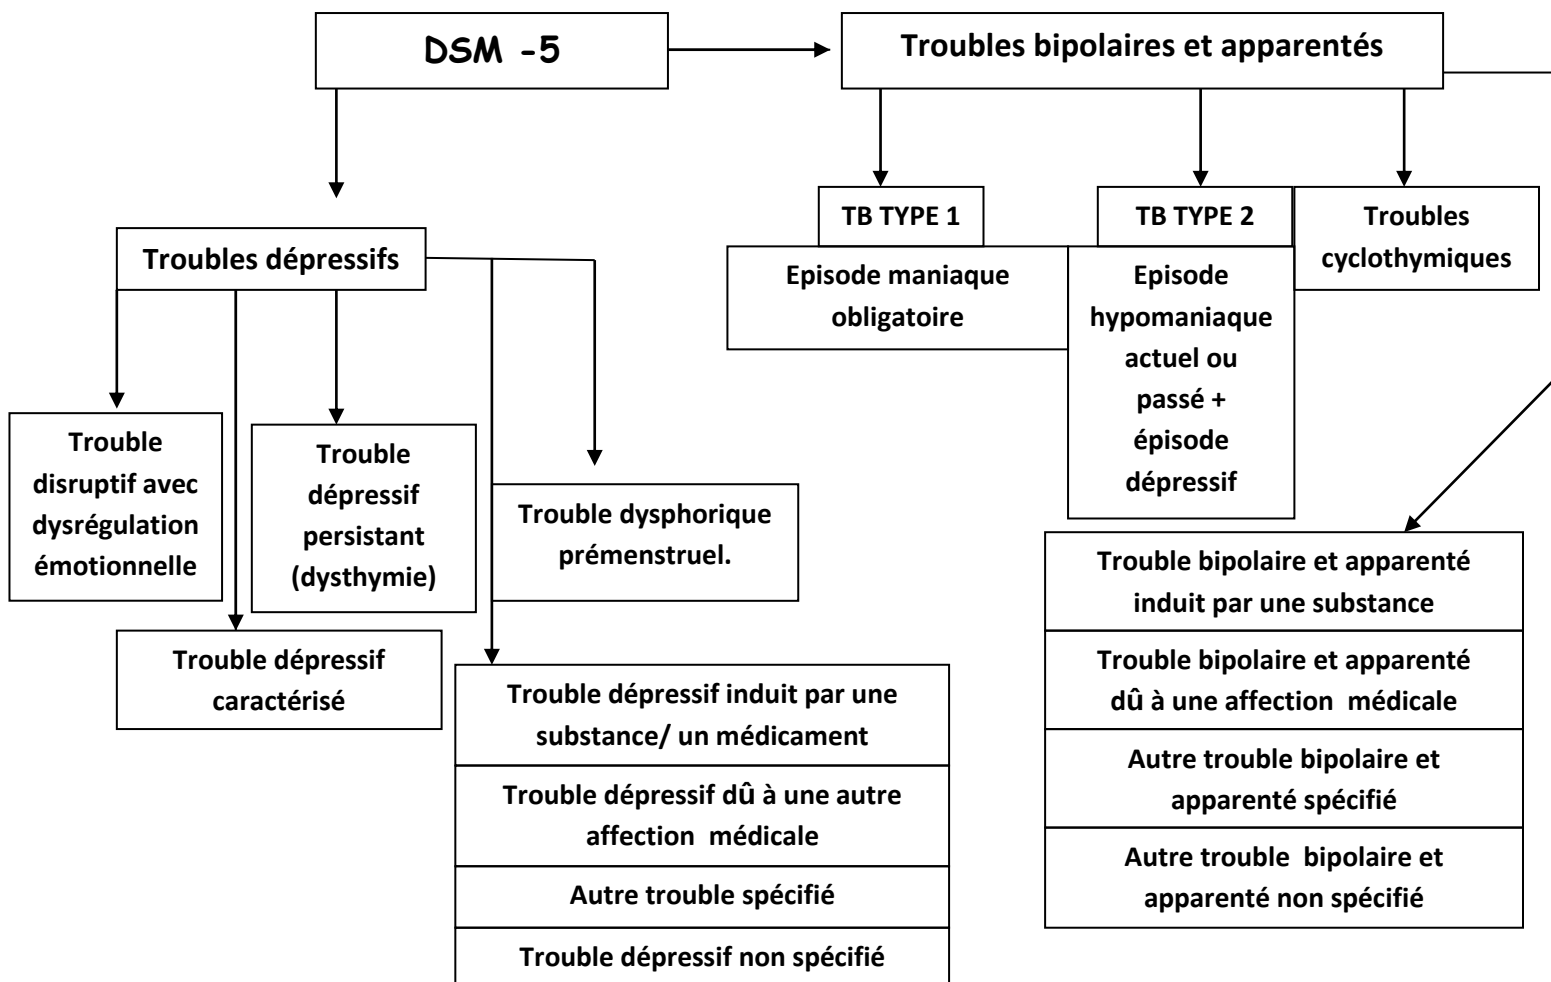 DSM -5
Troubles bipolaires et apparentés
TB TYPE 1
Episode maniaque
obligatoire
TB TYPE 2
Episode
hypomaniaque
actuel ou
passé +
épisode
dépressif
Troubles
cyclothymiques
Troubles dépressifs
Trouble
disruptif avec
dysrégulation
émotionnelle
Trouble
dépressif
persistant
(dysthymie)
Trouble dysphorique
prémenstruel.
Trouble dépressif
caractérisé
Trouble dépressif induit par une
substance/ un médicament
Trouble dépressif dû à une autre
affection  médicale
Autre trouble spécifié
Trouble dépressif non spécifié
Trouble bipolaire et apparenté
induit par une substance
Trouble bipolaire et apparenté
dû à une affection  médicale
Autre trouble bipolaire et
apparenté spécifié
Autre trouble  bipolaire et
apparenté non spécifié